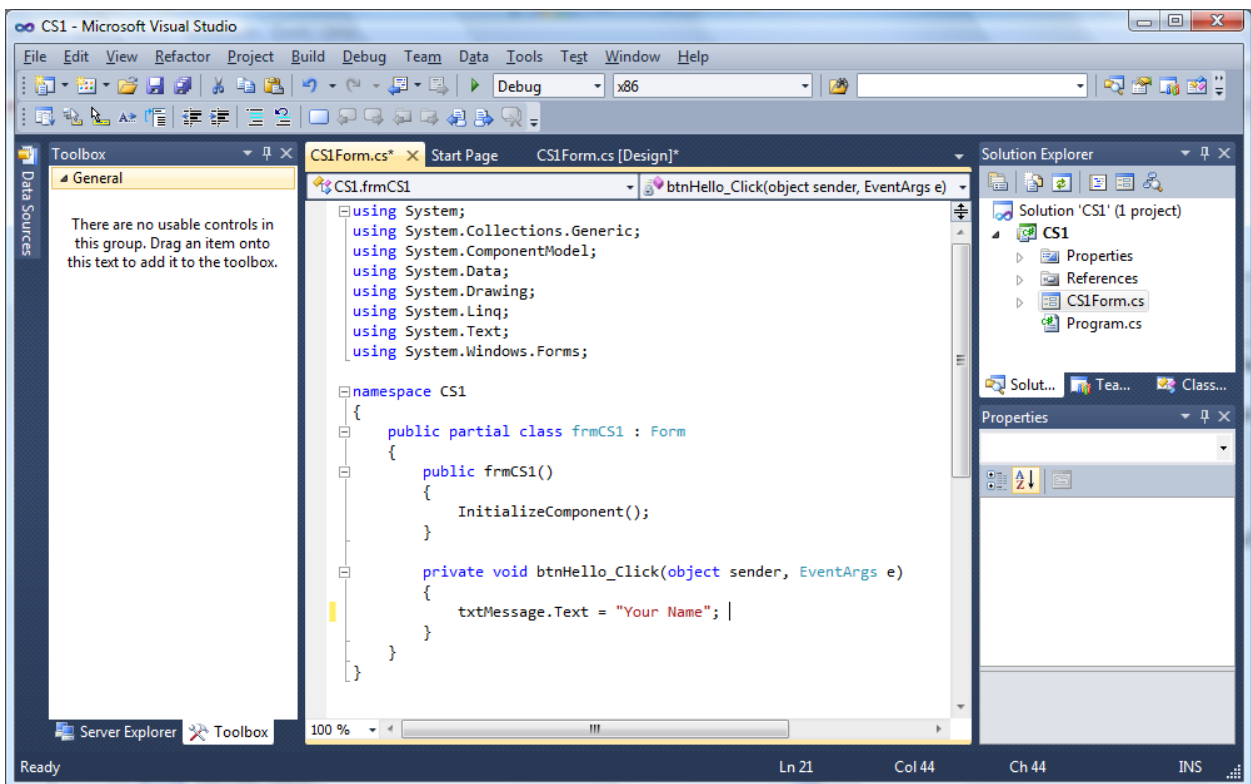 CS1 - Microsoft Visual Studio
File Edit View Refactor Project Build Debug Team Data Tools Test Window Help
Debug x86
Data Sources
Toolbox
General
There are no usable controls in
this group. Drag an item onto
this text to add it to the toolbox.
Server Explorer Toolbox
CS1Form.cs* Start Page CS1Form.cs [Design]*
CS1.frmCS1 btnHello_Click(object sender, EventArgs e)
using System;
using System.Collections.Generic;
using System.ComponentModel;
using System.Data;
using System.Drawing;
using System.Linq;
using System.Text;
using System.Windows.Forms;
namespace CS1
{
public partial class frmCS1 : Form
{
public frmCS1()
{
InitializeComponent();
}
private void btnHello_Click(object sender, EventArgs e)
{
txtMessage.Text = "Your Name";
}
}
}
100 %
Solution Explorer
Solution 'CS1' (1 project)
CS1
Properties
References
CS1Form.cs
Program.cs
Solut... Tea... Class...
Properties
Ready Ln 21 Col 44 Ch 44 INS